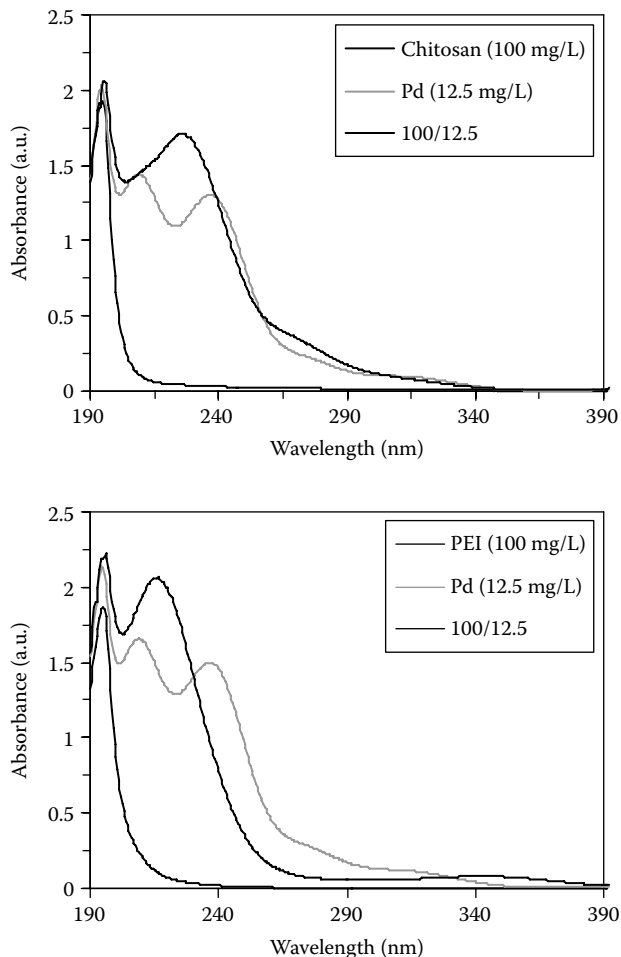 2.5
Chitosan (100 mg/L)
Pd (12.5 mg/L)
100/12.5
2
1.5
1
0.5
0
Absorbance (a.u.)
190 240 290 340 390
Wavelength (nm)
2.5
PEI (100 mg/L)
Pd (12.5 mg/L)
100/12.5
2
1.5
1
0.5
0
Absorbance (a.u.)
190 240 290 340 390
Wavelength (nm)